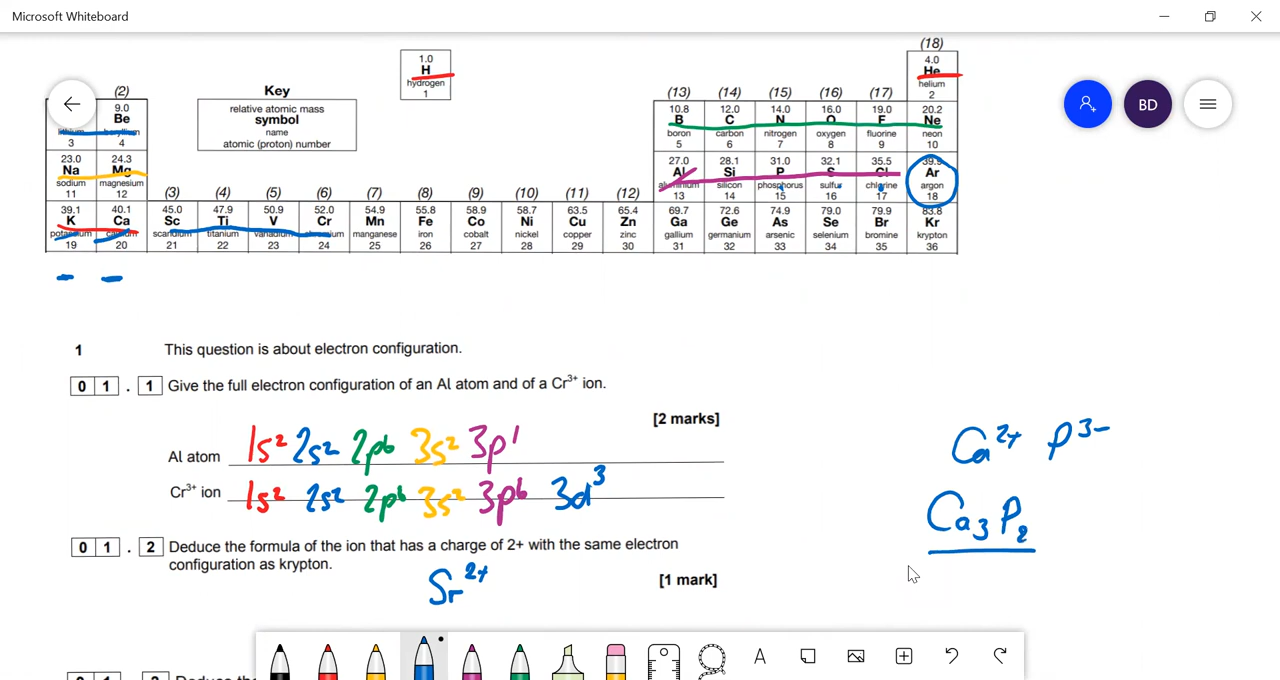 Microsoft Whiteboard
(18)
1.0 4.0
H He
hydrogen helium
1 2
(2) Key (13) (14) (15) (16) (17)
9.0 relative atomic mass 10.8 12.0 14.0 16.0 19.0 20.2
Be symbol B C N O F Ne
lithium beryllium name boron carbon nitrogen oxygen fluorine neon
3 4 atomic (proton) number 5 6 7 8 9 10
BD
23.0 24.3 27.0 28.1 31.0 32.1 35.5 39.9
Na Mg Al Si P S Cl Ar
sodium magnesium aluminium silicon phosphorus sulfur chlorine argon
11 12 (3) (4) (5) (6) (7) (8) (9) (10) (11) (12) 13 14 15 16 17 18
39.1 40.1 45.0 47.9 50.9 52.0 54.9 55.8 58.9 58.7 63.5 65.4 69.7 72.6 74.9 79.0 79.9 83.8
K Ca Sc Ti V Cr Mn Fe Co Ni Cu Zn Ga Ge As Se Br Kr
potassium calcium scandium titanium vanadium chromium manganese iron cobalt nickel copper zinc gallium germanium arsenic selenium bromine krypton
19 20 21 22 23 24 25 26 27 28 29 30 31 32 33 34 35 36
1 This question is about electron configuration.
0 1 . 1 Give the full electron configuration of an Al atom and of a Cr³⁺ ion.
[2 marks]
Al atom 1s² 2s² 2p⁶ 3s² 3p¹
Cr³⁺ ion 1s² 2s² 2p⁶ 3s² 3p⁶ 3d³
Ca²⁺ P³⁻
Ca₃P₂
0 1 . 2 Deduce the formula of the ion that has a charge of 2+ with the same electron
configuration as krypton.
[1 mark]
Sr²⁺
A